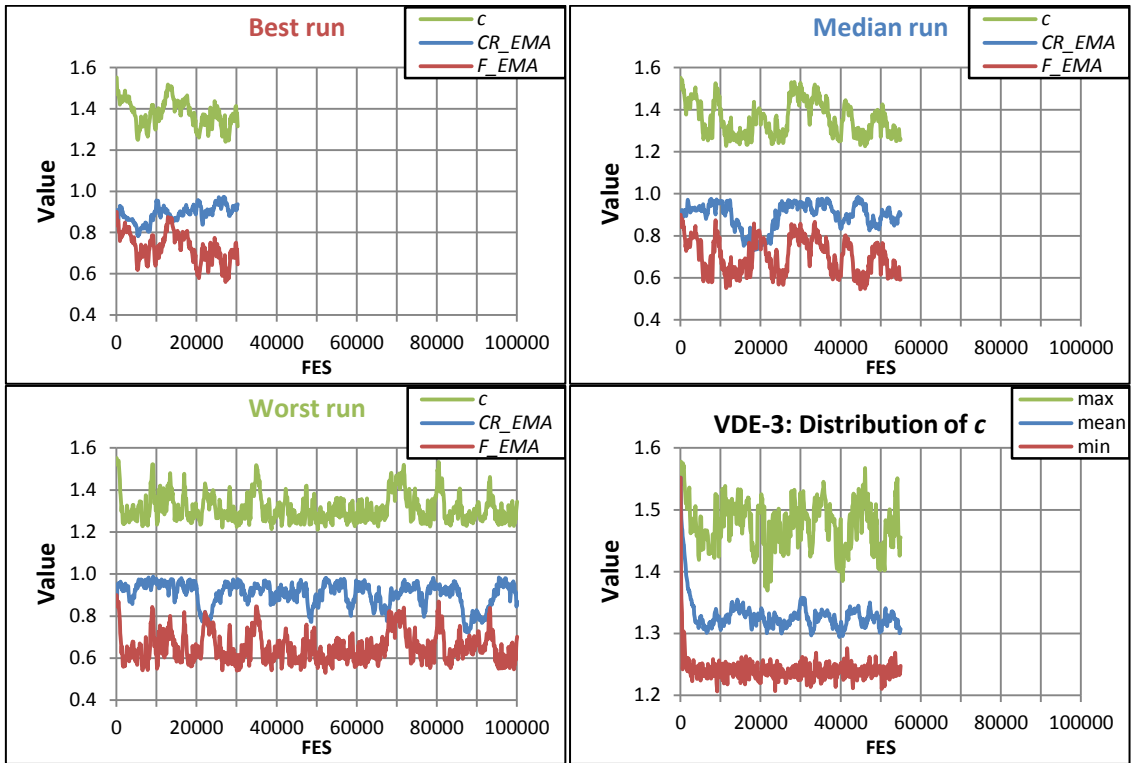 Best run
c
CR_EMA
F_EMA
1.6
1.4
1.2
1.0
0.8
0.6
0.4
Value
0 20000 40000 60000 80000 100000
FES
Median run
c
CR_EMA
F_EMA
1.6
1.4
1.2
1.0
0.8
0.6
0.4
Value
0 20000 40000 60000 80000 100000
FES
Worst run
c
CR_EMA
F_EMA
1.6
1.4
1.2
1.0
0.8
0.6
0.4
Value
0 20000 40000 60000 80000 100000
FES
VDE-3: Distribution of c
max
mean
min
1.6
1.5
1.4
1.3
1.2
Value
0 20000 40000 60000 80000 100000
FES